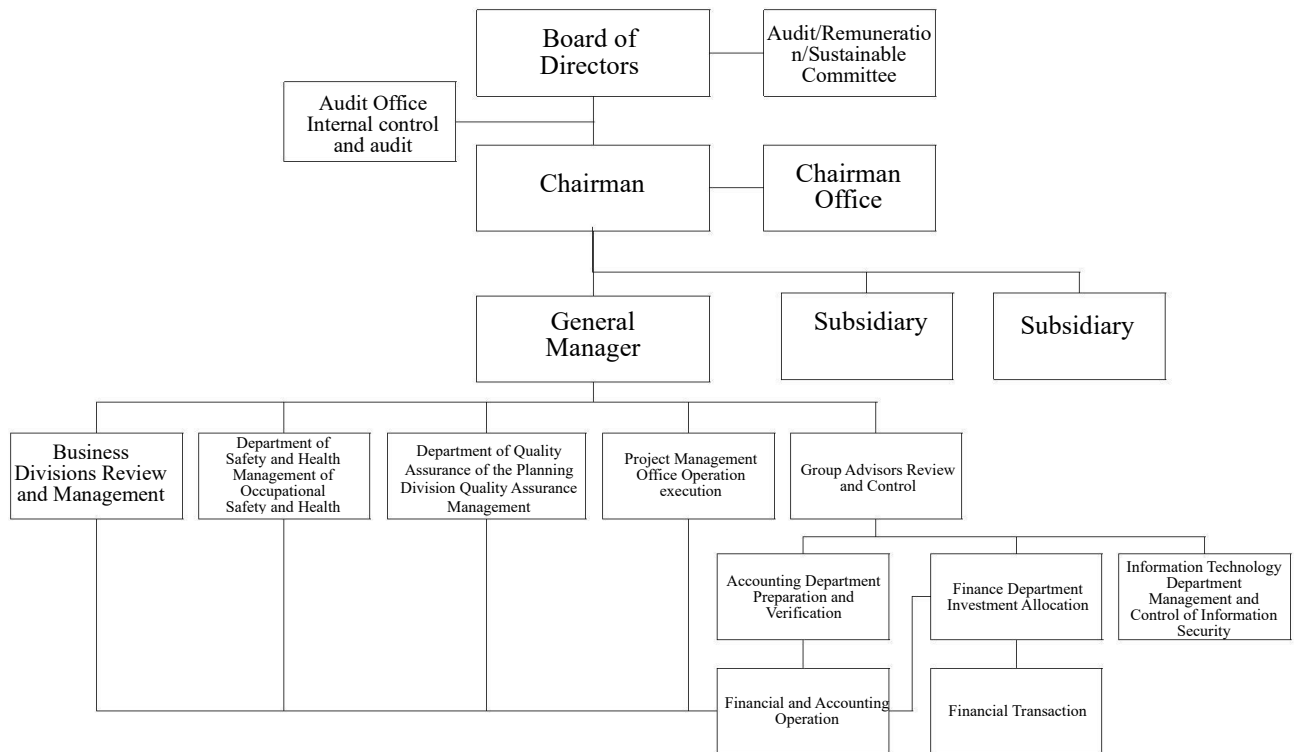 Board of
Directors
Audit/Remuneratio
n/Sustainable
Committee
Audit Office
Internal control
and audit
Chairman
Chairman
Office
General
Manager
Subsidiary
Subsidiary
Business
Divisions Review
and Management
Department of
Safety and Health
Management of
Occupational
Safety and Health
Department of Quality
Assurance of the Planning
Division Quality Assurance
Management
Project Management
Office Operation
execution
Group Advisors Review
and Control
Accounting Department
Preparation and
Verification
Finance Department
Investment Allocation
Information Technology
Department
Management and
Control of Information
Security
Financial and Accounting
Operation
Financial Transaction